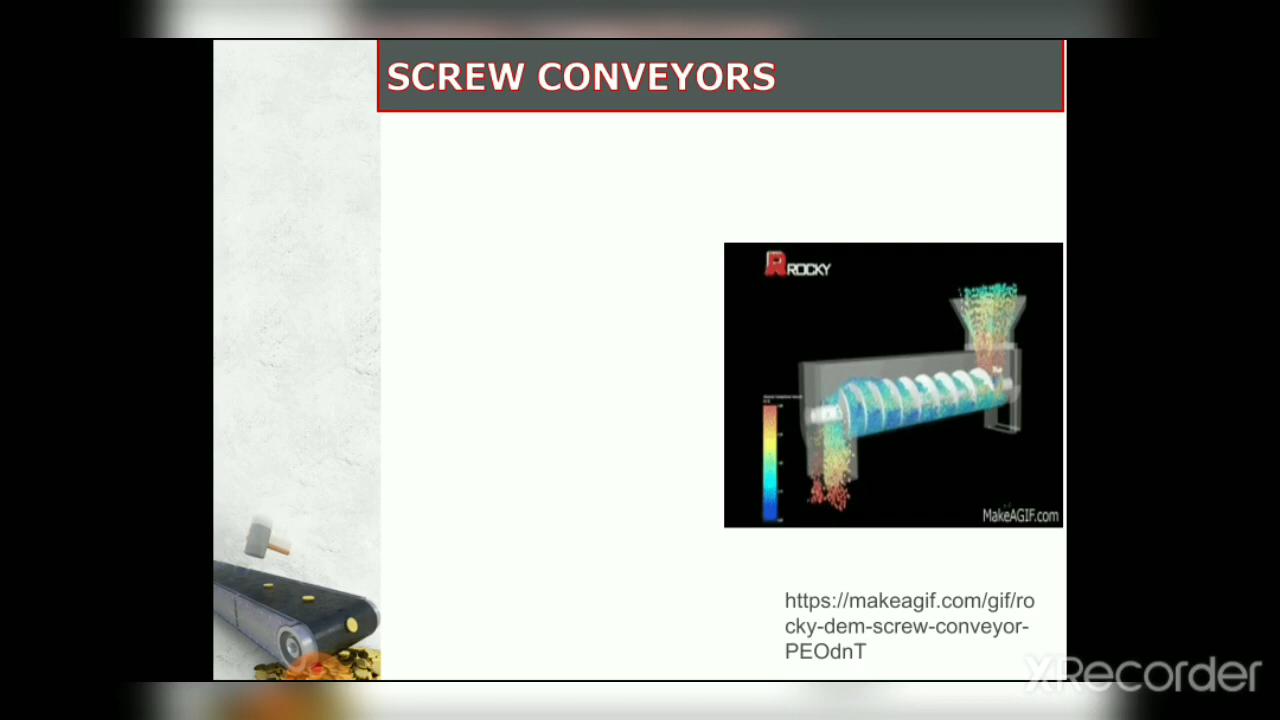 SCREW CONVEYORS
ROCKY
MakeAGIF.com
https://makeagif.com/gif/ro
cky-dem-screw-conveyor-
PEOdnT
XRecorder